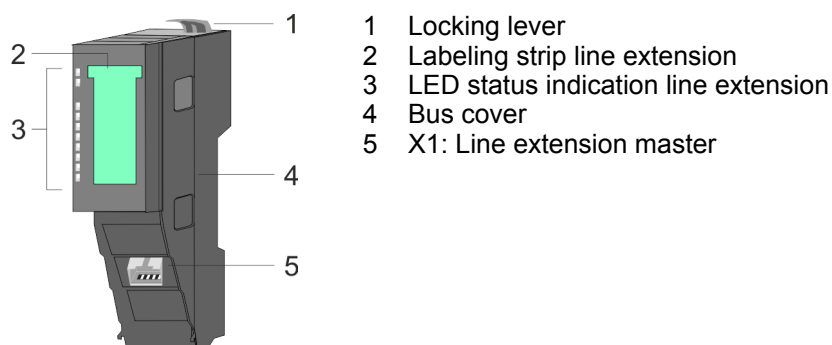 1
2
3
4
5
1 Locking lever
2 Labeling strip line extension
3 LED status indication line extension
4 Bus cover
5 X1: Line extension master